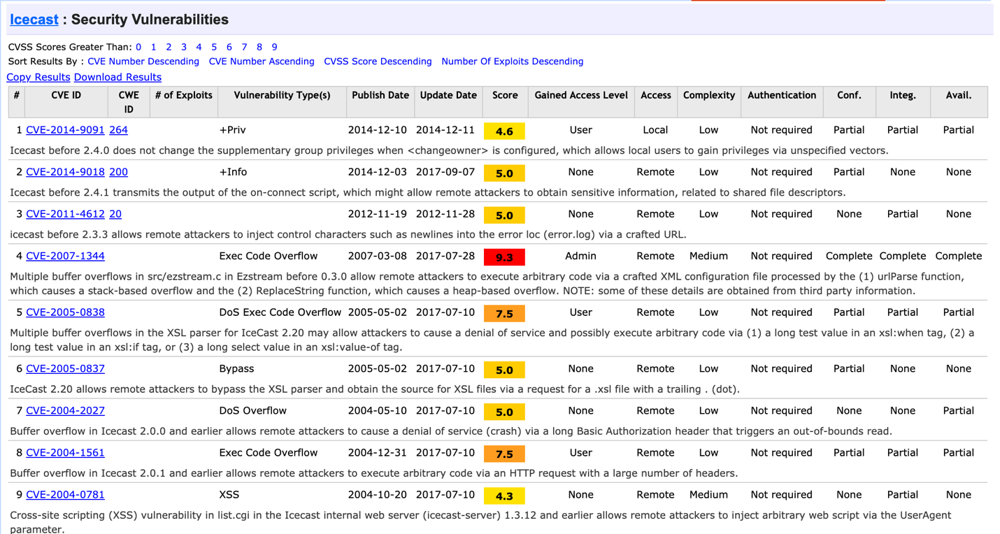 Icecast : Security Vulnerabilities
CVSS Scores Greater Than: 0 1 2 3 4 5 6 7 8 9
Sort Results By : CVE Number Descending CVE Number Ascending CVSS Score Descending Number Of Exploits Descending
Copy Results Download Results
# CVE ID CWE ID # of Exploits Vulnerability Type(s) Publish Date Update Date Score Gained Access Level Access Complexity Authentication Conf. Integ. Avail.
1 CVE-2014-9091 264 +Priv 2014-12-10 2014-12-11 4.6 User Local Low Not required Partial Partial Partial
Icecast before 2.4.0 does not change the supplementary group privileges when <changeowner> is configured, which allows local users to gain privileges via unspecified vectors.
2 CVE-2014-9018 200 +Info 2014-12-03 2017-09-07 5.0 None Remote Low Not required Partial None None
Icecast before 2.4.1 transmits the output of the on-connect script, which might allow remote attackers to obtain sensitive information, related to shared file descriptors.
3 CVE-2011-4612 20 2012-11-19 2012-11-28 5.0 None Remote Low Not required None Partial None
icecast before 2.3.3 allows remote attackers to inject control characters such as newlines into the error loc (error.log) via a crafted URL.
4 CVE-2007-1344 Exec Code Overflow 2007-03-08 2017-07-28 9.3 Admin Remote Medium Not required Complete Complete Complete
Multiple buffer overflows in src/ezstream.c in Ezstream before 0.3.0 allow remote attackers to execute arbitrary code via a crafted XML configuration file processed by the (1) urlParse function,
which causes a stack-based overflow and the (2) ReplaceString function, which causes a heap-based overflow. NOTE: some of these details are obtained from third party information.
5 CVE-2005-0838 DoS Exec Code Overflow 2005-05-02 2017-07-10 7.5 User Remote Low Not required Partial Partial Partial
Multiple buffer overflows in the XSL parser for IceCast 2.20 may allow attackers to cause a denial of service and possibly execute arbitrary code via (1) a long test value in an xsl:when tag, (2) a
long test value in an xsl:if tag, or (3) a long select value in an xsl:value-of tag.
6 CVE-2005-0837 Bypass 2005-05-02 2017-07-10 5.0 None Remote Low Not required Partial None None
IceCast 2.20 allows remote attackers to bypass the XSL parser and obtain the source for XSL files via a request for a .xsl file with a trailing . (dot).
7 CVE-2004-2027 DoS Overflow 2004-05-10 2017-07-10 5.0 None Remote Low Not required None None Partial
Buffer overflow in Icecast 2.0.0 and earlier allows remote attackers to cause a denial of service (crash) via a long Basic Authorization header that triggers an out-of-bounds read.
8 CVE-2004-1561 Exec Code Overflow 2004-12-31 2017-07-10 7.5 User Remote Low Not required Partial Partial Partial
Buffer overflow in Icecast 2.0.1 and earlier allows remote attackers to execute arbitrary code via an HTTP request with a large number of headers.
9 CVE-2004-0781 XSS 2004-10-20 2017-07-10 4.3 None Remote Medium Not required None Partial None
Cross-site scripting (XSS) vulnerability in list.cgi in the Icecast internal web server (icecast-server) 1.3.12 and earlier allows remote attackers to inject arbitrary web script via the UserAgent
parameter.